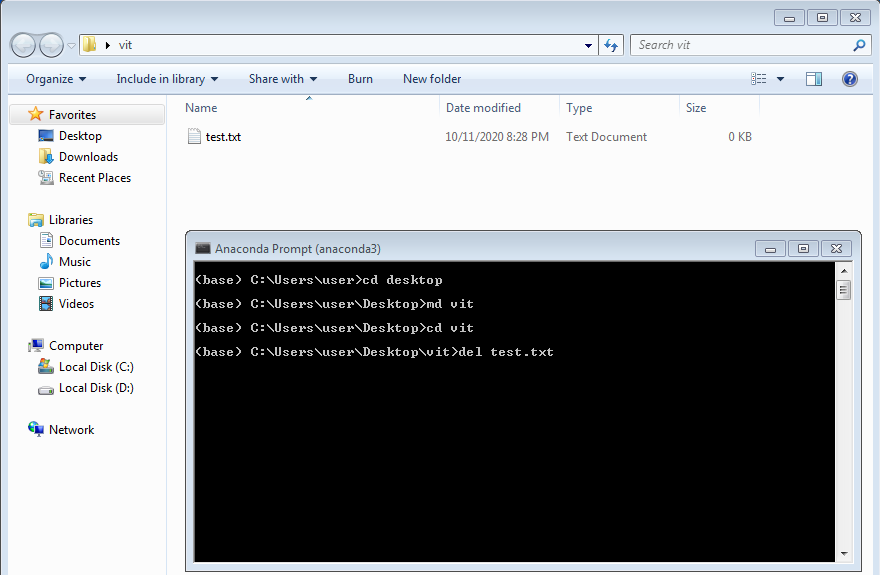 vit
Search vit
Organize Include in library Share with Burn New folder
Name Date modified Type Size
test.txt 10/11/2020 8:28 PM Text Document 0 KB
Favorites
Desktop
Downloads
Recent Places
Libraries
Documents
Music
Pictures
Videos
Computer
Local Disk (C:)
Local Disk (D:)
Network
Anaconda Prompt (anaconda3)
(base) C:\Users\user>cd desktop
(base) C:\Users\user\Desktop>md vit
(base) C:\Users\user\Desktop>cd vit
(base) C:\Users\user\Desktop\vit>del test.txt